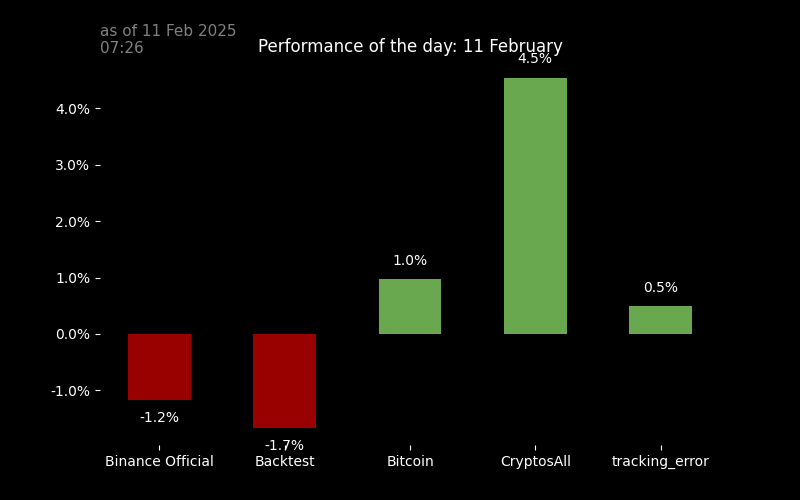 as of 11 Feb 2025
07:26
Performance of the day: 11 February
4.5%
4.0%
3.0%
2.0%
1.0%
0.0%
-1.0%
1.0%
0.5%
-1.2%
-1.7%
Binance Official
Backtest
Bitcoin
CryptosAll
tracking_error